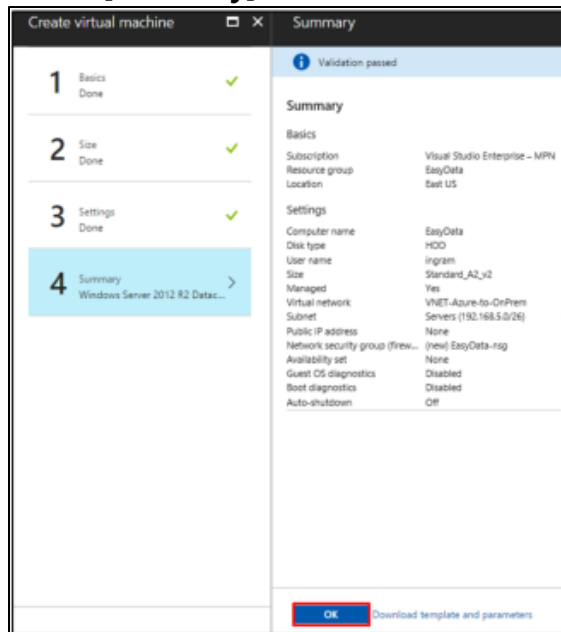 Create virtual machine
1 Basics
Done
2 Size
Done
3 Settings
Done
4 Summary
Windows Server 2012 R2 Datac...
Summary
Validation passed
Summary
Basics
Subscription Visual Studio Enterprise – MPN
Resource group EasyData
Location East US
Settings
Computer name EasyData
Disk type HDD
User name ingram
Size Standard_A2_v2
Managed Yes
Virtual network VNET-Azure-to-OnPrem
Subnet Servers (192.168.5.0/26)
Public IP address None
Network security group (firew... (new) EasyData-nsg
Availability set None
Guest OS diagnostics Disabled
Boot diagnostics Disabled
Auto-shutdown Off
OK Download template and parameters